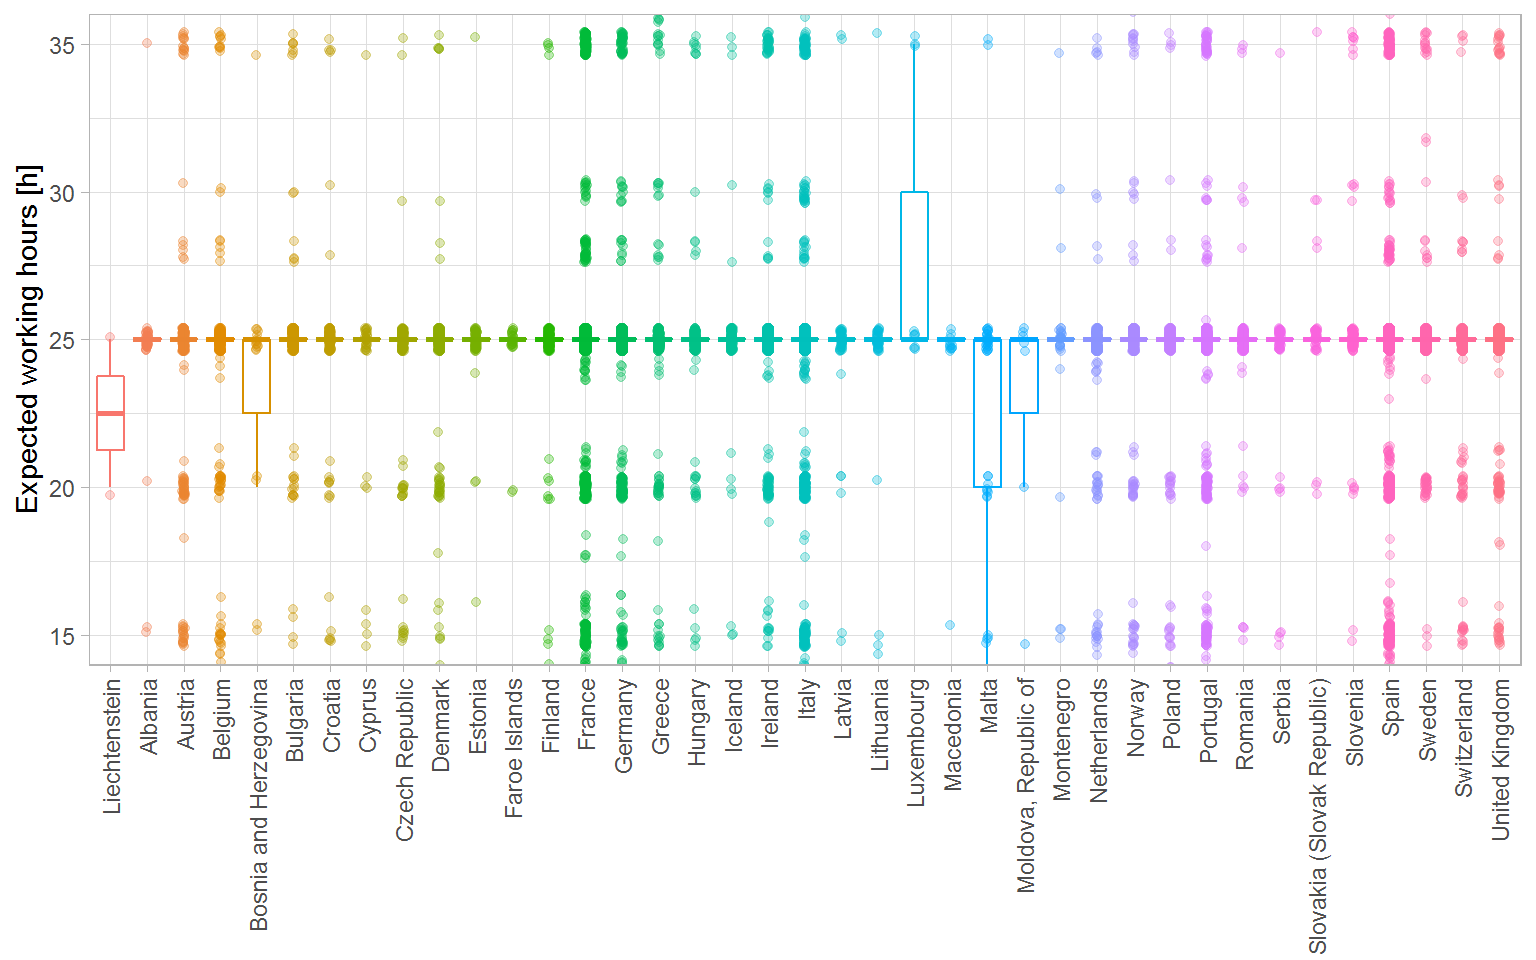 Expected working hours [h]
35
30
25
20
15
Liechtenstein
Albania
Austria
Belgium
Bosnia and Herzegovina
Bulgaria
Croatia
Cyprus
Czech Republic
Denmark
Estonia
Faroe Islands
Finland
France
Germany
Greece
Hungary
Iceland
Ireland
Italy
Latvia
Lithuania
Luxembourg
Macedonia
Malta
Moldova, Republic of
Montenegro
Netherlands
Norway
Poland
Portugal
Romania
Serbia
Slovakia (Slovak Republic)
Slovenia
Spain
Sweden
Switzerland
United Kingdom